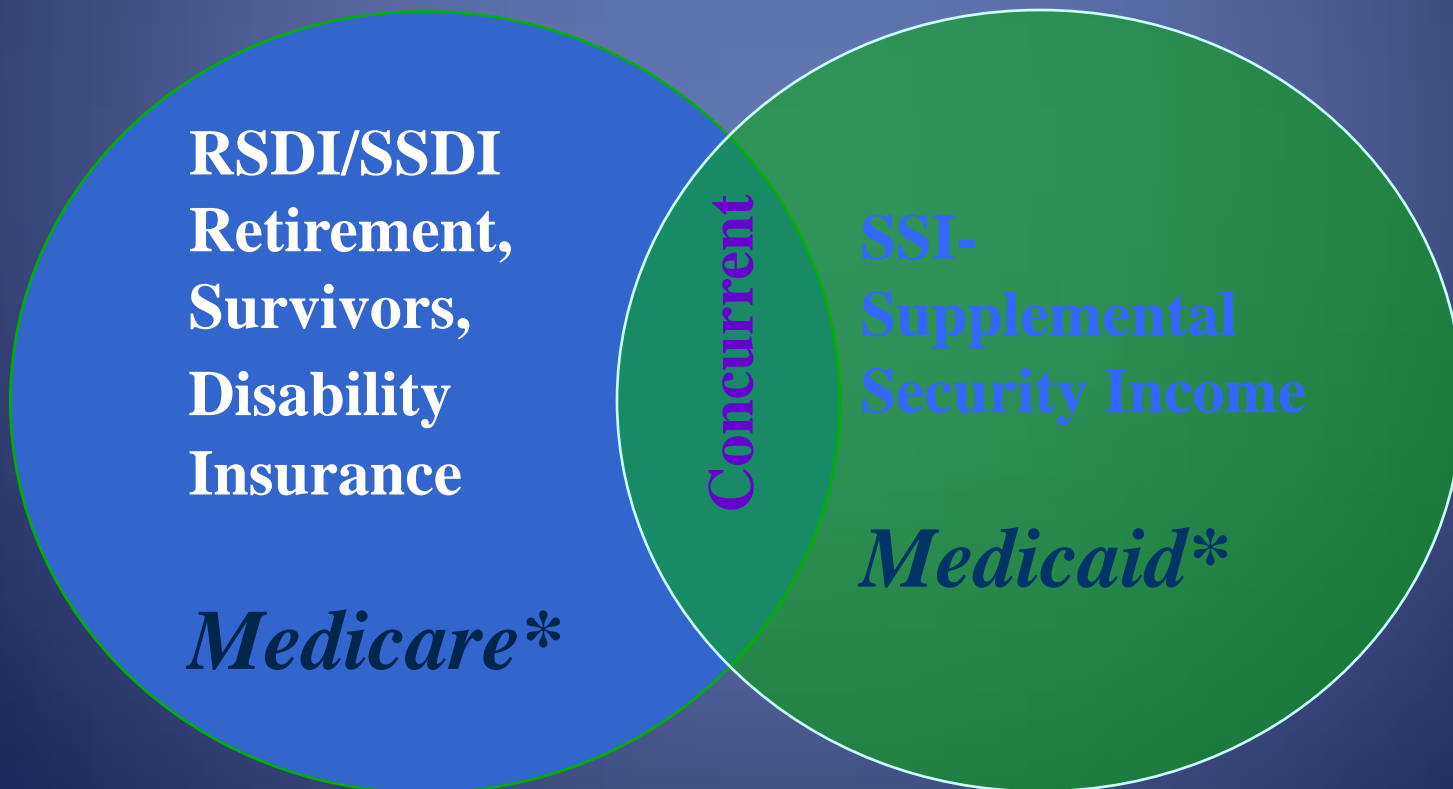 RSDI/SSDI
Retirement,
Survivors,
Disability
Insurance
Medicare*
Concurrent
SSI-
Supplemental
Security Income
Medicaid*